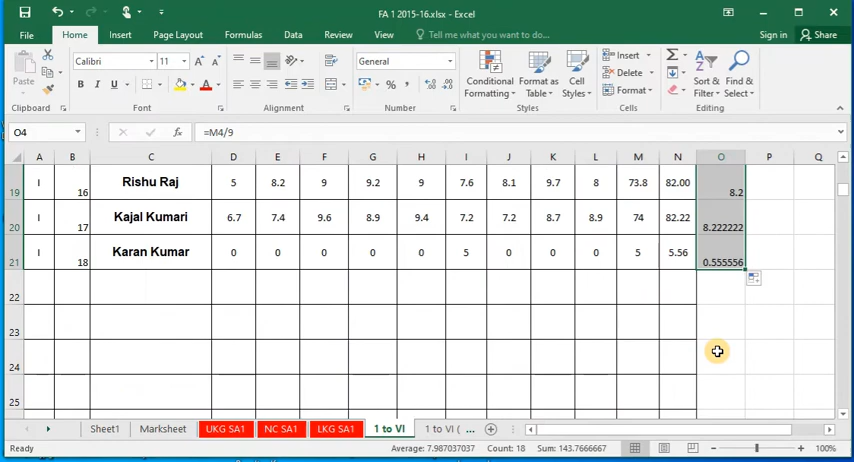 FA 1 2015-16.xlsx - Excel
File Home Insert Page Layout Formulas Data Review View Tell me what you want to do... Sign in Share
Calibri 11 General
Paste B I U Conditional Formatting Format as Table Cell Styles Insert Delete Format Sort & Filter Find & Select
Clipboard Font Alignment Number Styles Cells Editing
O4 fx =M4/9
A B C D E F G H I J K L M N O P Q
19 I 16 Rishu Raj 5 8.2 9 9.2 9 7.6 8.1 9.7 8 73.8 82.00 8.2
20 I 17 Kajal Kumari 6.7 7.4 9.6 8.9 9.4 7.2 7.2 8.7 8.9 74 82.22 8.222222
21 I 18 Karan Kumar 0 0 0 0 0 5 0 0 0 5 5.56 0.555556
22
23
24
25
Sheet1 Marksheet UKG SA1 NC SA1 LKG SA1 1 to VI 1 to VI ( ...
Ready Average: 7.987037037 Count: 18 Sum: 143.7666667 100%